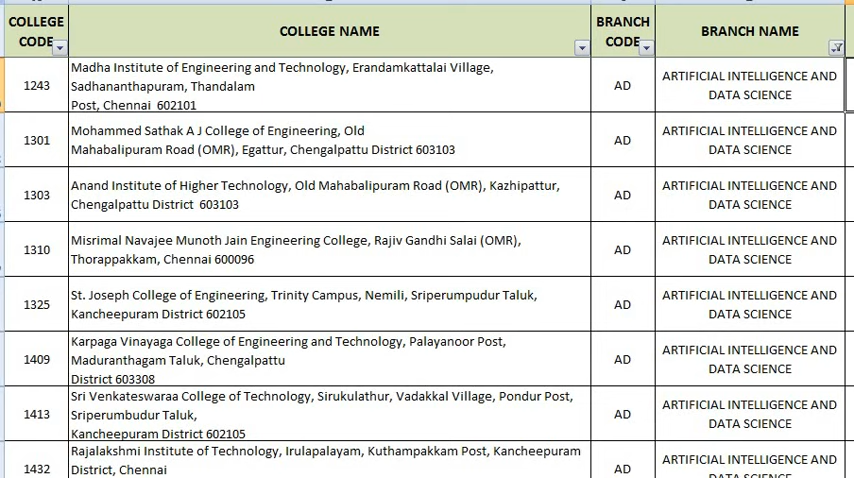 COLLEGE CODE
COLLEGE NAME
BRANCH CODE
BRANCH NAME
1243
Madha Institute of Engineering and Technology, Erandamkattalai Village,
Sadhananthapuram, Thandalam
Post, Chennai 602101
AD
ARTIFICIAL INTELLIGENCE AND
DATA SCIENCE
1301
Mohammed Sathak A J College of Engineering, Old
Mahabalipuram Road (OMR), Egattur, Chengalpattu District 603103
AD
ARTIFICIAL INTELLIGENCE AND
DATA SCIENCE
1303
Anand Institute of Higher Technology, Old Mahabalipuram Road (OMR), Kazhipattur,
Chengalpattu District 603103
AD
ARTIFICIAL INTELLIGENCE AND
DATA SCIENCE
1310
Misrimal Navajee Munoth Jain Engineering College, Rajiv Gandhi Salai (OMR),
Thorappakkam, Chennai 600096
AD
ARTIFICIAL INTELLIGENCE AND
DATA SCIENCE
1325
St. Joseph College of Engineering, Trinity Campus, Nemili, Sriperumpudur Taluk,
Kancheepuram District 602105
AD
ARTIFICIAL INTELLIGENCE AND
DATA SCIENCE
1409
Karpaga Vinayaga College of Engineering and Technology, Palayanoor Post,
Maduranthagam Taluk, Chengalpattu
District 603308
AD
ARTIFICIAL INTELLIGENCE AND
DATA SCIENCE
1413
Sri Venkateswaraa College of Technology, Sirukulathur, Vadakkal Village, Pondur Post,
Sriperumbudur Taluk,
Kancheepuram District 602105
AD
ARTIFICIAL INTELLIGENCE AND
DATA SCIENCE
1432
Rajalakshmi Institute of Technology, Irulapalayam, Kuthampakkam Post, Kancheepuram
District, Chennai
AD
ARTIFICIAL INTELLIGENCE AND
DATA SCIENCE